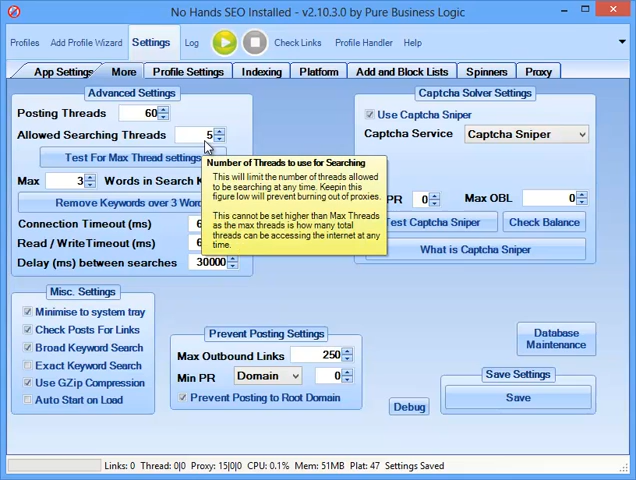 No Hands SEO Installed - v2.10.3.0 by Pure Business Logic
Profiles Add Profile Wizard Settings Log Check Links Profile Handler Help
App Settings More Profile Settings Indexing Platform Add and Block Lists Spinners Proxy
Advanced Settings
Posting Threads 60
Allowed Searching Threads 5
Test For Max Thread settings
Max 3 Words in Search
Remove Keywords over 3
Connection Timeout (ms)
Read / Write Timeout (ms)
Delay (ms) between searches 30000
Number of Threads to use for Searching
This will limit the number of threads allowed
to be searching at any time. Keepin this
figure low will prevent burning out of proxies.
This cannot be set higher than Max Threads
as the max threads is how many total
threads can be accessing the internet at any
time.
Captcha Solver Settings
Use Captcha Sniper
Captcha Service Captcha Sniper
PR 0 Max OBL 0
Captcha Sniper Check Balance
What is Captcha Sniper
Misc. Settings
Minimise to system tray
Check Posts For Links
Broad Keyword Search
Exact Keyword Search
Use GZip Compression
Auto Start on Load
Prevent Posting Settings
Max Outbound Links 250
Min PR Domain 0
Prevent Posting to Root Domain
Database
Maintenance
Debug
Save Settings
Save
Links: 0 Thread: 0|0 Proxy: 15|0|0 CPU: 0.1% Mem: 51MB Plat: 47 Settings Saved